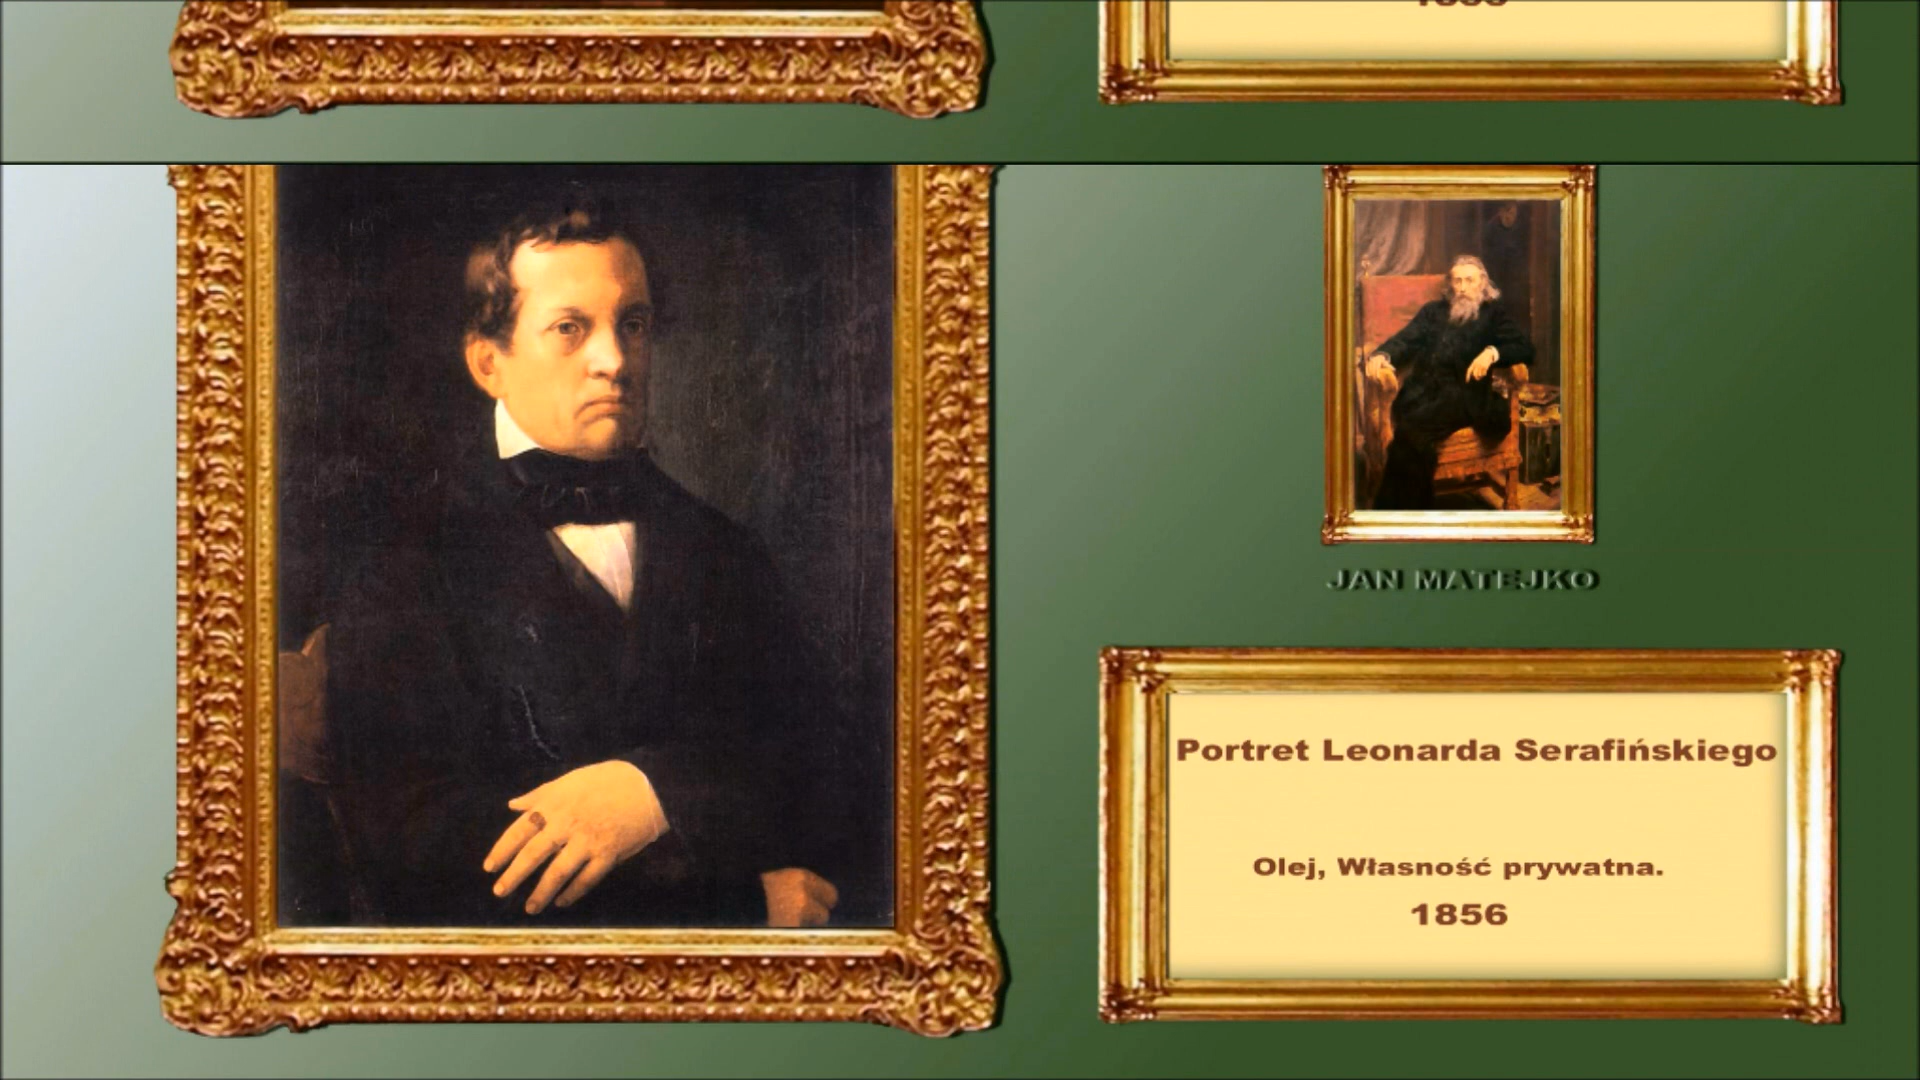 JAN MATEJKO
Portret Leonarda Serafińskiego
Olej, Własność prywatna.
1856